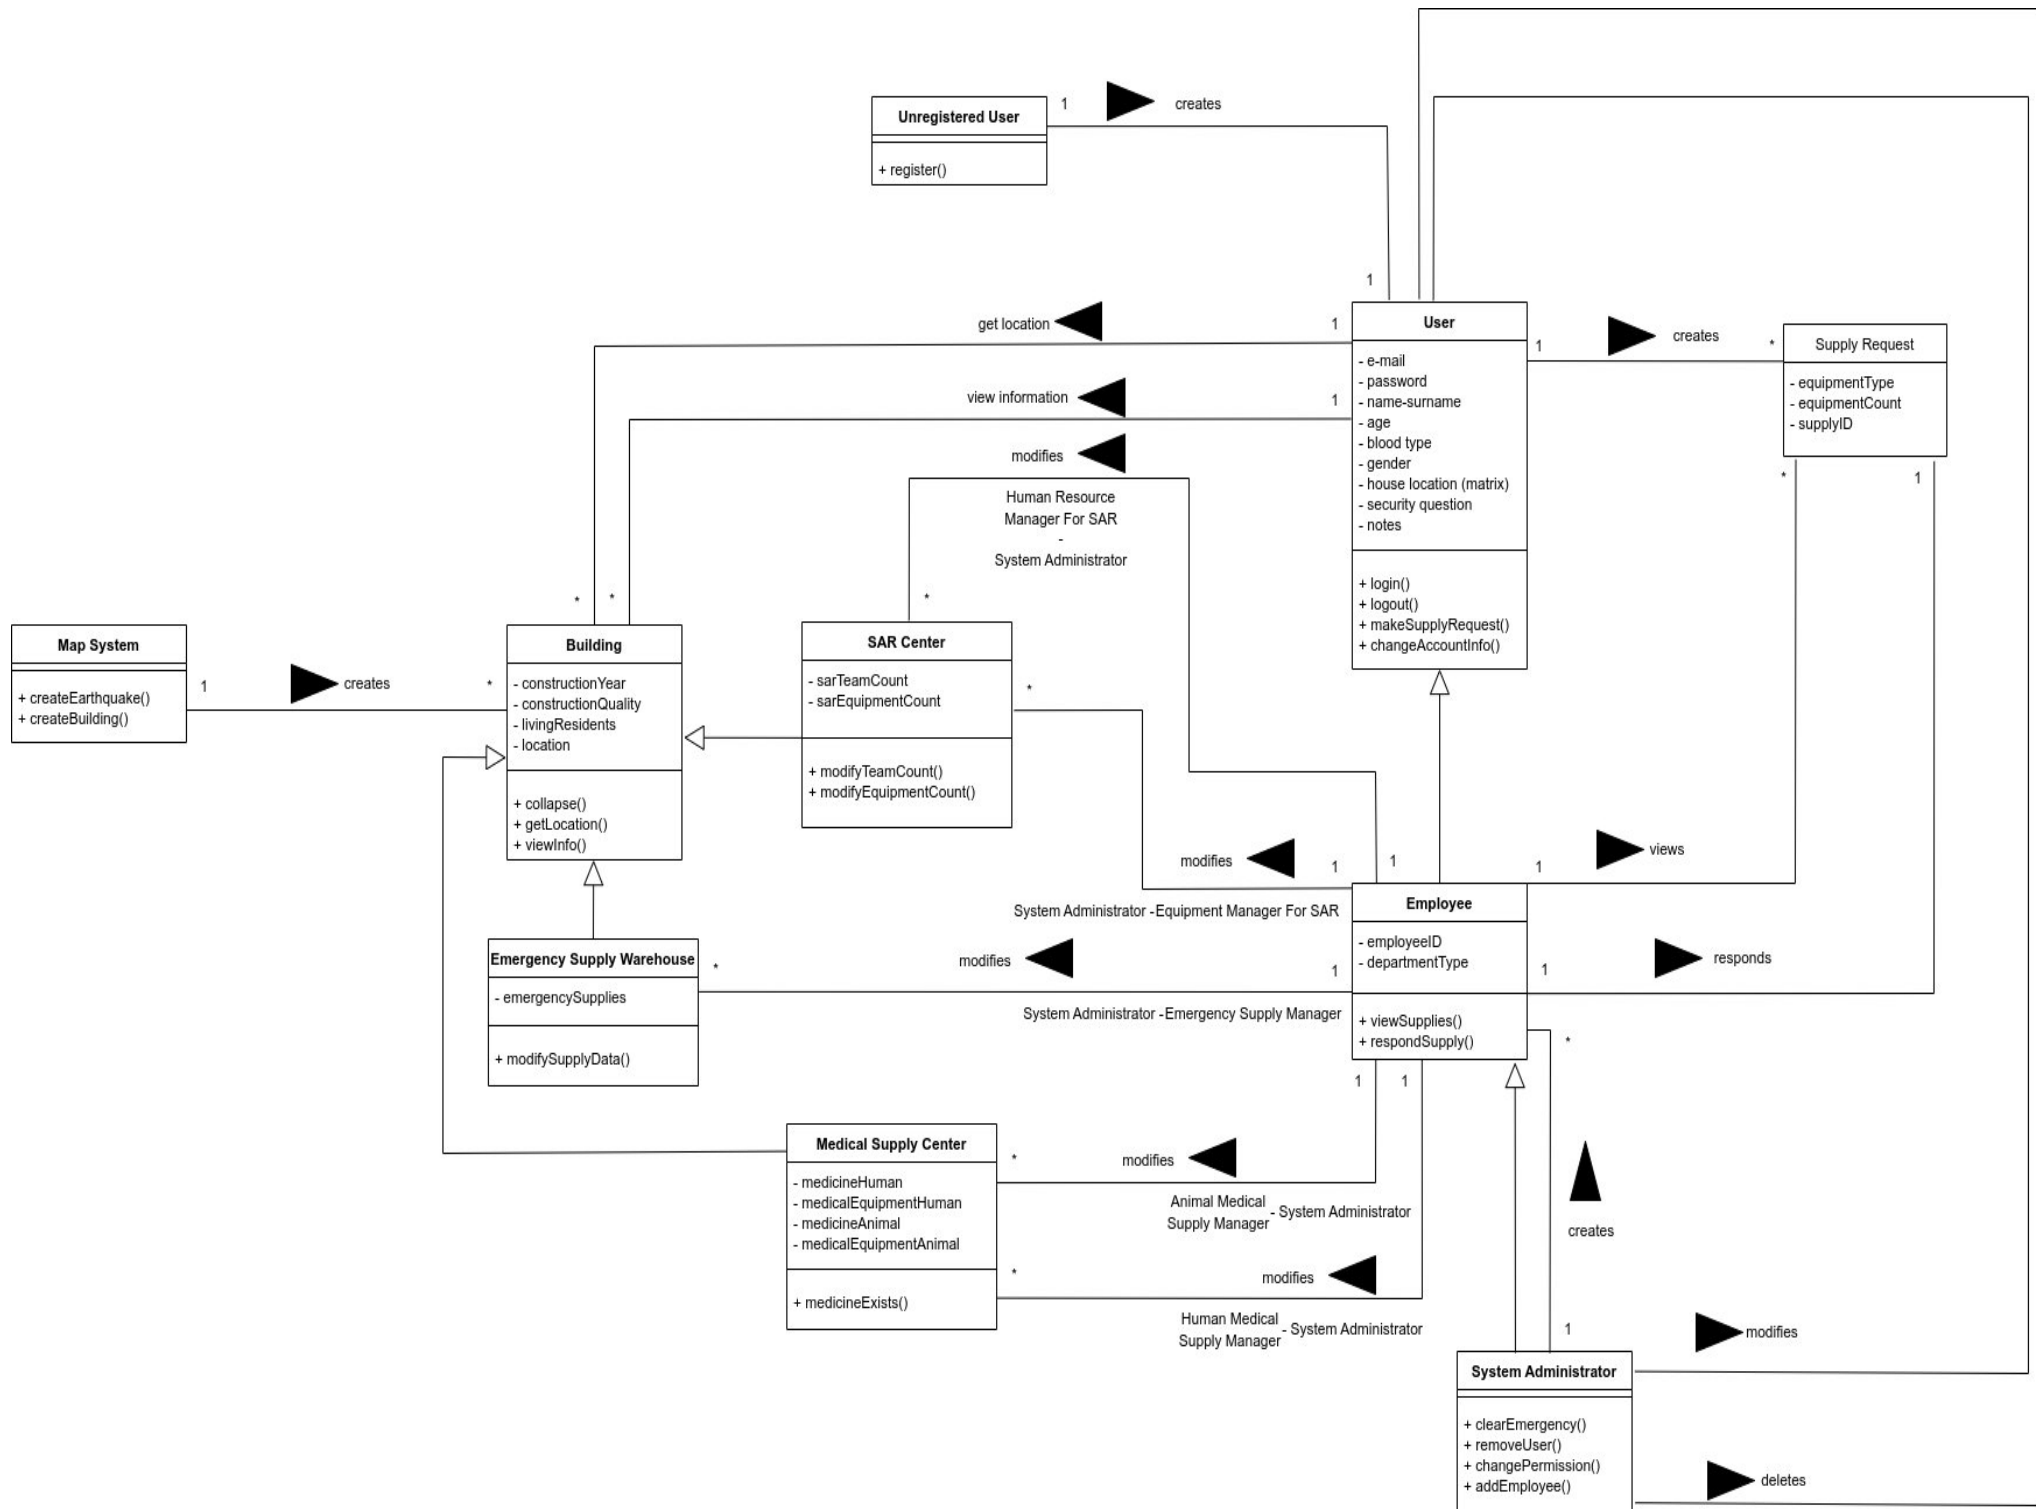 1
creates
Unregistered User
+ register()
1
get location
1
User
1
creates
*
Supply Request
- e-mail
- password
- name-surname
- age
- blood type
- gender
- house location (matrix)
- security question
- notes
- equipmentType
- equipmentCount
- supplyID
view information
1
modifies
*
1
Human Resource
Manager For SAR
-
System Administrator
+ login()
+ logout()
+ makeSupplyRequest()
+ changeAccountInfo()
*
*
*
Map System
+ createEarthquake()
+ createBuilding()
1
creates
*
Building
- constructionYear
- constructionQuality
- livingResidents
- location
+ collapse()
+ getLocation()
+ viewInfo()
SAR Center
- sarTeamCount
- sarEquipmentCount
+ modifyTeamCount()
+ modifyEquipmentCount()
*
modifies
1
1
1
views
System Administrator -Equipment Manager For SAR
Employee
- employeeID
- departmentType
+ viewSupplies()
+ respondSupply()
1
responds
Emergency Supply Warehouse
- emergencySupplies
+ modifySupplyData()
*
modifies
1
System Administrator -Emergency Supply Manager
*
1
1
Medical Supply Center
- medicineHuman
- medicalEquipmentHuman
- medicineAnimal
- medicalEquipmentAnimal
+ medicineExists()
*
modifies
Animal Medical
Supply Manager
- System Administrator
*
modifies
Human Medical
Supply Manager
- System Administrator
creates
1
modifies
System Administrator
+ clearEmergency()
+ removeUser()
+ changePermission()
+ addEmployee()
deletes